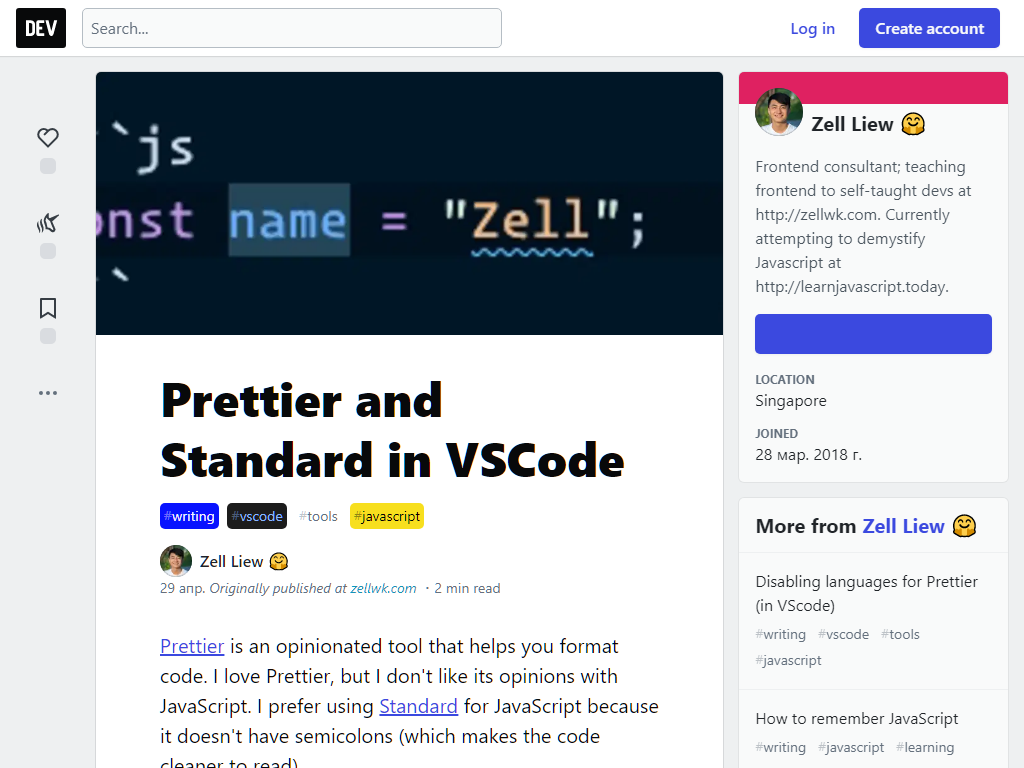 DEV
Search...
Log in
Create account
`js
onst name = "Zell";
`
Prettier and
Standard in VSCode
#writing #vscode #tools #javascript
Zell Liew 🤗
29 апр. Originally published at zellwk.com ・2 min read
Prettier is an opinionated tool that helps you format
code. I love Prettier, but I don't like its opinions with
JavaScript. I prefer using Standard for JavaScript because
it doesn't have semicolons (which makes the code
cleaner to read).
Zell Liew 🤗
Frontend consultant; teaching
frontend to self-taught devs at
http://zellwk.com. Currently
attempting to demystify
Javascript at
http://learnjavascript.today.
LOCATION
Singapore
JOINED
28 мар. 2018 г.
More from Zell Liew 🤗
Disabling languages for Prettier
(in VScode)
#writing #vscode #tools
#javascript
How to remember JavaScript
#writing #javascript #learning